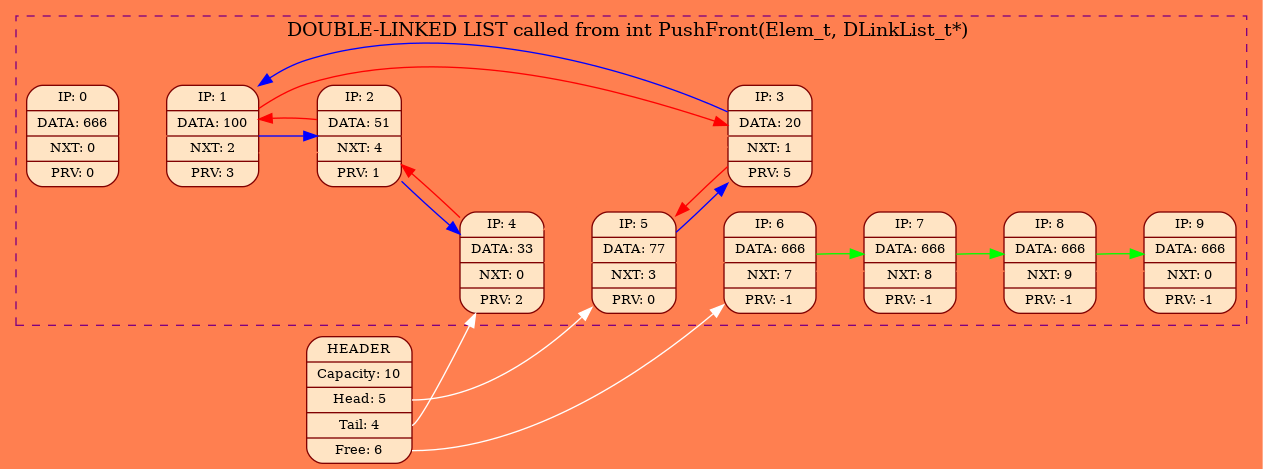 DOUBLE-LINKED LIST called from int PushFront(Elem_t, DLinkList_t*)
IP: 0
DATA: 666
NXT: 0
PRV: 0
IP: 1
DATA: 100
NXT: 2
PRV: 3
IP: 2
DATA: 51
NXT: 4
PRV: 1
IP: 3
DATA: 20
NXT: 1
PRV: 5
IP: 4
DATA: 33
NXT: 0
PRV: 2
IP: 5
DATA: 77
NXT: 3
PRV: 0
IP: 6
DATA: 666
NXT: 7
PRV: -1
IP: 7
DATA: 666
NXT: 8
PRV: -1
IP: 8
DATA: 666
NXT: 9
PRV: -1
IP: 9
DATA: 666
NXT: 0
PRV: -1
HEADER
Capacity: 10
Head: 5
Tail: 4
Free: 6